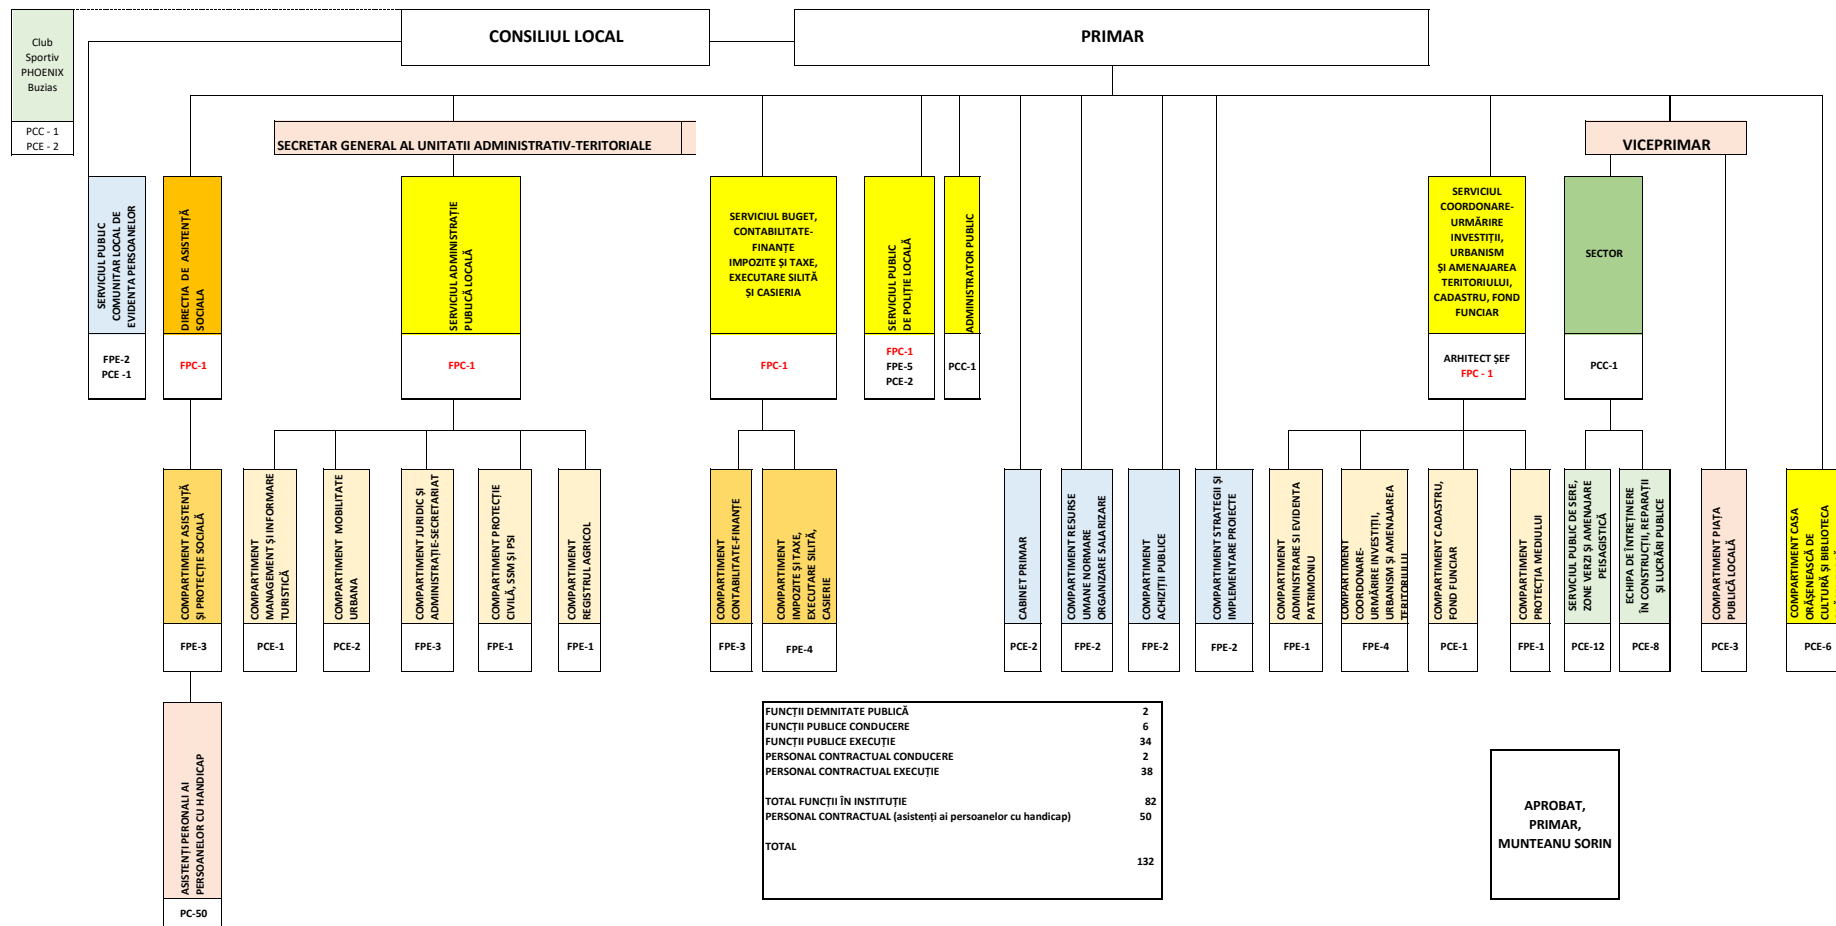 Club
Sportiv
PHOENIX
Buzias
PCC - 1
PCE - 2
CONSILIUL LOCAL
PRIMAR
SECRETAR GENERAL AL UNITATII ADMINISTRATIV-TERITORIALE
VICEPRIMAR
SERVICIUL PUBLIC
COMUNITAR LOCAL DE
EVIDENTA PERSOANELOR
FPE-2
PCE -1
DIRECTIA DE ASISTENȚĂ
SOCIALA
FPC-1
SERVICIUL ADMINISTRAȚIE
PUBLICĂ LOCALĂ
FPC-1
SERVICIUL BUGET,
CONTABILITATE-
FINANȚE
IMPOZITE ȘI TAXE,
EXECUTARE SILITĂ
ȘI CASIERIA
FPC-1
SERVICIUL PUBLIC
DE POLIȚIE LOCALĂ
FPC-1
FPE-5
PCE-2
ADMINISTRATOR PUBLIC
PCC-1
SERVICIUL
COORDONARE-
URMĂRIRE
INVESTIȚII,
URBANISM
ȘI AMENAJAREA
TERITORIULUI,
CADASTRU, FOND
FUNCIAR
ARHITECT ȘEF
FPC - 1
SECTOR
PCC-1
COMPARTIMENT ASISTENȚĂ
ȘI PROTECȚIE SOCIALĂ
FPE-3
COMPARTIMENT
MANAGEMENT ȘI INFORMARE
TURISTICĂ
PCE-1
COMPARTIMENT MOBILITATE
URBANA
PCE-2
COMPARTIMENT JURIDIC ȘI
ADMINISTRAȚIE-SECRETARIAT
FPE-3
COMPARTIMENT PROTECȚIE
CIVILĂ, SSM ȘI PSI
FPE-1
COMPARTIMENT
REGISTRUL AGRICOL
FPE-1
COMPARTIMENT
CONTABILITATE-FINANȚE
FPE-3
COMPARTIMENT
IMPOZITE ȘI TAXE,
EXECUTARE SILITĂ,
CASIERIE
FPE-4
CABINET PRIMAR
PCE-2
COMPARTIMENT RESURSE
UMANE NORMARE
ORGANIZARE SALARIZARE
FPE-2
COMPARTIMENT
ACHIZIȚII PUBLICE
FPE-2
COMPARTIMENT STRATEGII ȘI
IMPLEMENTARE PROIECTE
FPE-2
COMPARTIMENT
ADMINISTRARE SI EVIDENTA
PATRIMONIU
FPE-1
COMPARTIMENT
COORDONARE-
URMĂRIRE INVESTIȚII,
URBANISM ȘI AMENAJAREA
TERITORIULUI
FPE-4
COMPARTIMENT CADASTRU,
FOND FUNCIAR
PCE-1
COMPARTIMENT
PROTECȚIA MEDIULUI
FPE-1
SERVICIUL PUBLIC DE SERE,
ZONE VERZI ȘI AMENAJARE
PEISAGISTICĂ
PCE-12
ECHIPA DE ÎNTREȚINERE
ÎN CONSTRUCȚII, REPARAȚII
ȘI LUCRĂRI PUBLICE
PCE-8
COMPARTIMENT PIAȚA
PUBLICĂ LOCALĂ
PCE-3
COMPARTIMENT CASA
ORĂȘENEASCĂ DE
CULTURĂ ȘI BIBLIOTECA
PCE-6
ASISTENȚI PERONALI AI
PERSOANELOR CU HANDICAP
PC-50
FUNCȚII DEMNITATE PUBLICĂ 2
FUNCȚII PUBLICE CONDUCERE 6
FUNCȚII PUBLICE EXECUȚIE 34
PERSONAL CONTRACTUAL CONDUCERE 2
PERSONAL CONTRACTUAL EXECUȚIE 38
TOTAL FUNCȚII ÎN INSTITUȚIE 82
PERSONAL CONTRACTUAL (asistenți ai persoanelor cu handicap) 50
TOTAL
132
APROBAT,
PRIMAR,
MUNTEANU SORIN